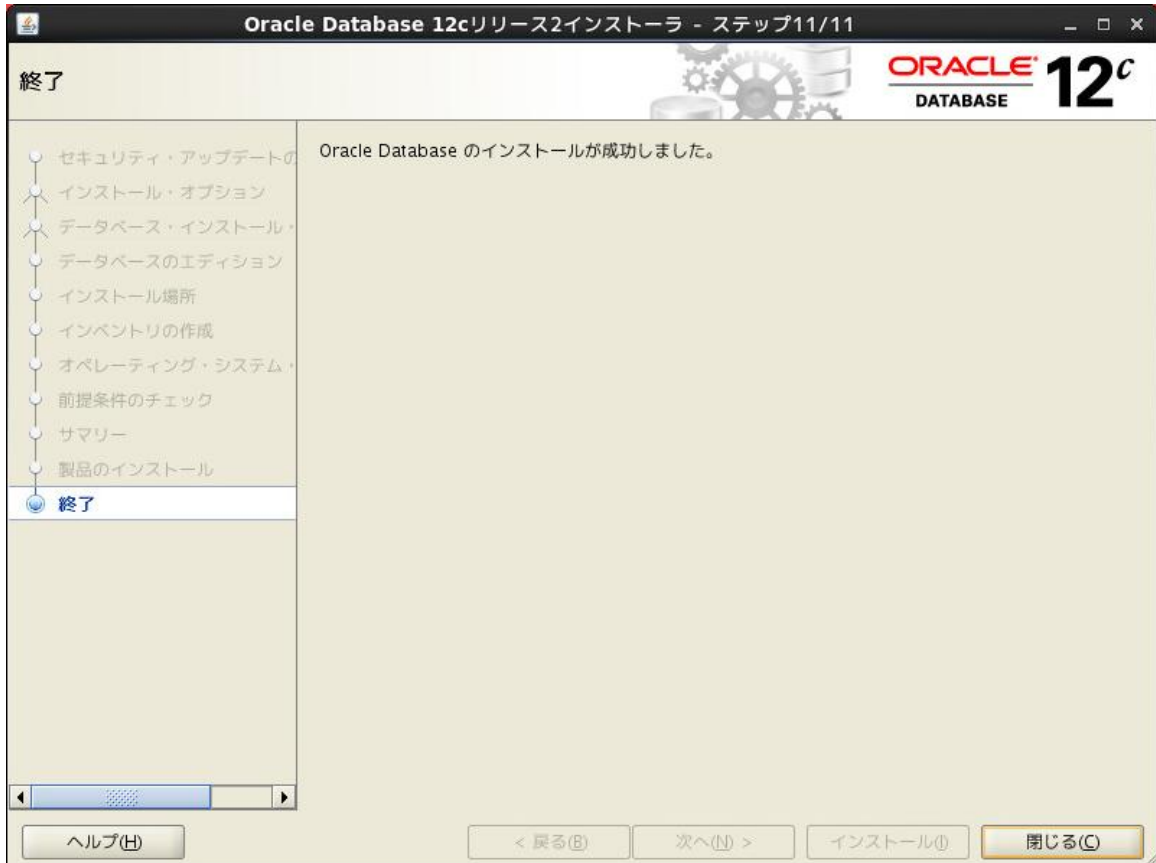 Oracle Database 12cリリース2インストーラ - ステップ11/11
終了
ORACLE DATABASE 12c
セキュリティ・アップデートの
インストール・オプション
データベース・インストール・
データベースのエディション
インストール場所
インベントリの作成
オペレーティング・システム・
前提条件のチェック
サマリー
製品のインストール
終了
Oracle Database のインストールが成功しました。
ヘルプ(H)
< 戻る(B)
次へ(N) >
インストール(I)
閉じる(C)